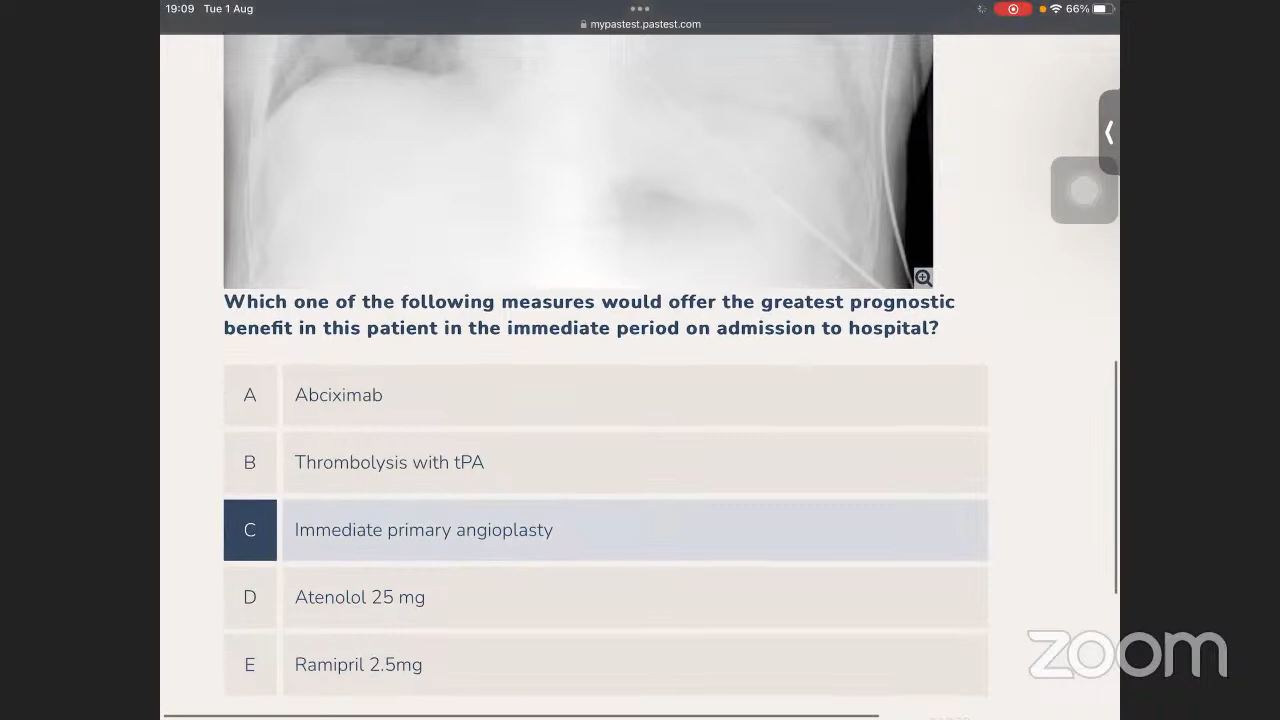 19:09 Tue 1 Aug
66%
mypastest.pastest.com
Which one of the following measures would offer the greatest prognostic
benefit in this patient in the immediate period on admission to hospital?
A Abciximab
B Thrombolysis with tPA
C Immediate primary angioplasty
D Atenolol 25 mg
E Ramipril 2.5mg
zoom